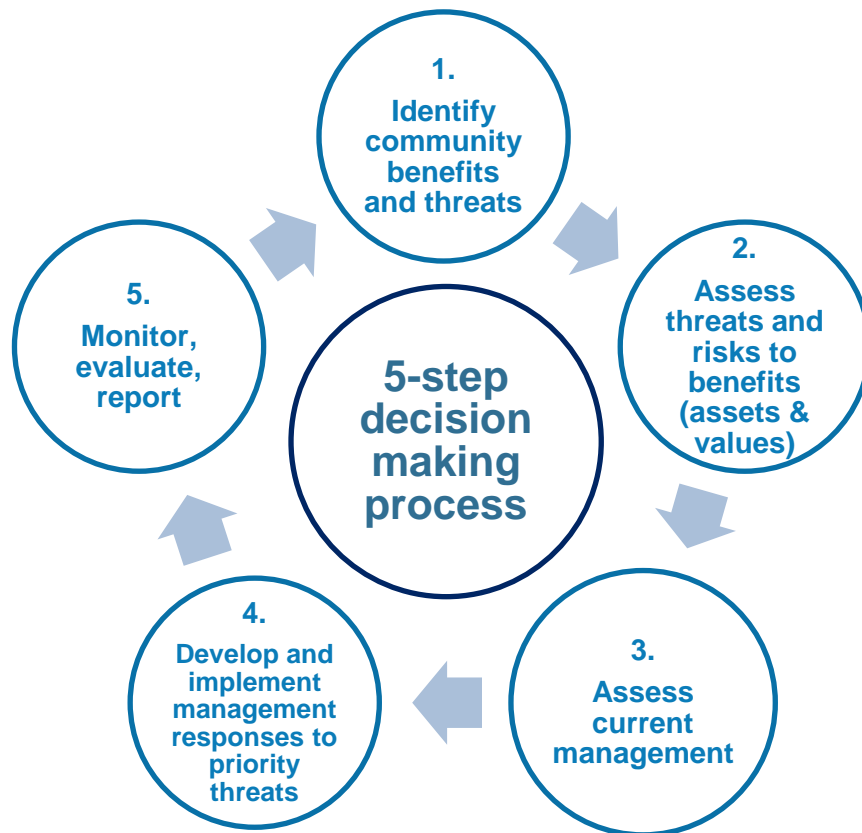 1.
Identify
community
benefits
and threats
2.
Assess
threats and
risks to
benefits
(assets &
values)
3.
Assess
current
management
4.
Develop and
implement
management
responses to
priority
threats
5.
Monitor,
evaluate,
report
5-step
decision
making
process